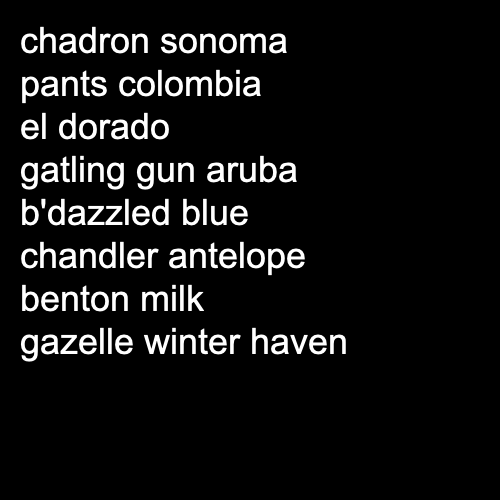 chadron sonoma
pants colombia
el dorado
gatling gun aruba
b'dazzled blue
chandler antelope
benton milk
gazelle winter haven